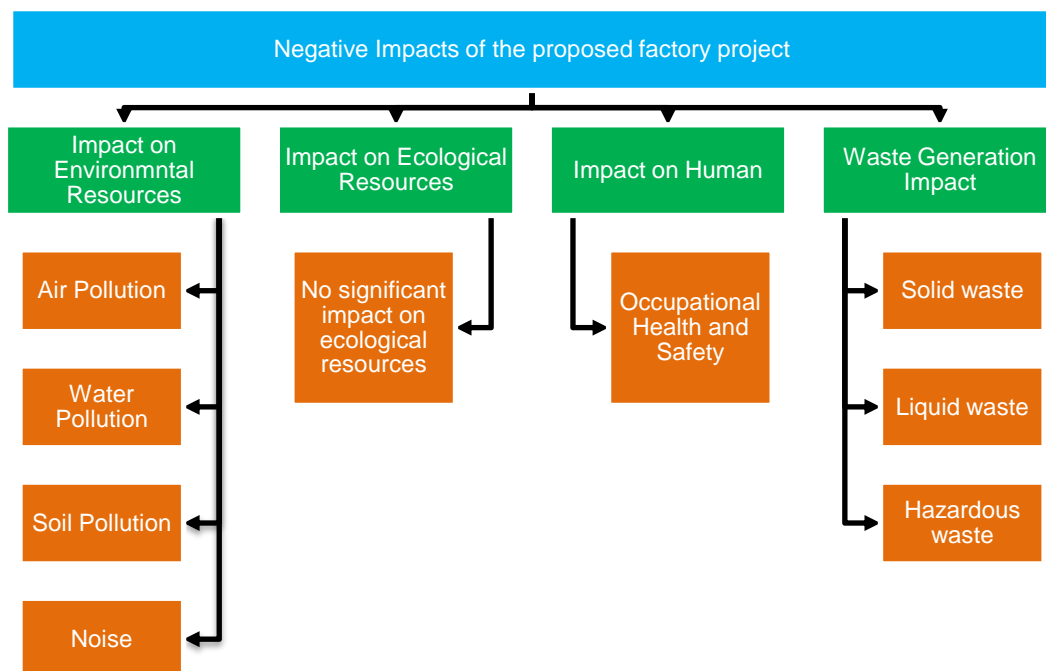 Negative Impacts of the proposed factory project
Impact on
Environmntal
Resources
Impact on Ecological
Resources
Impact on Human
Waste Generation
Impact
Air Pollution
No significant
impact on
ecological
resources
Occupational
Health and
Safety
Solid waste
Water
Pollution
Liquid waste
Soil Pollution
Hazardous
waste
Noise